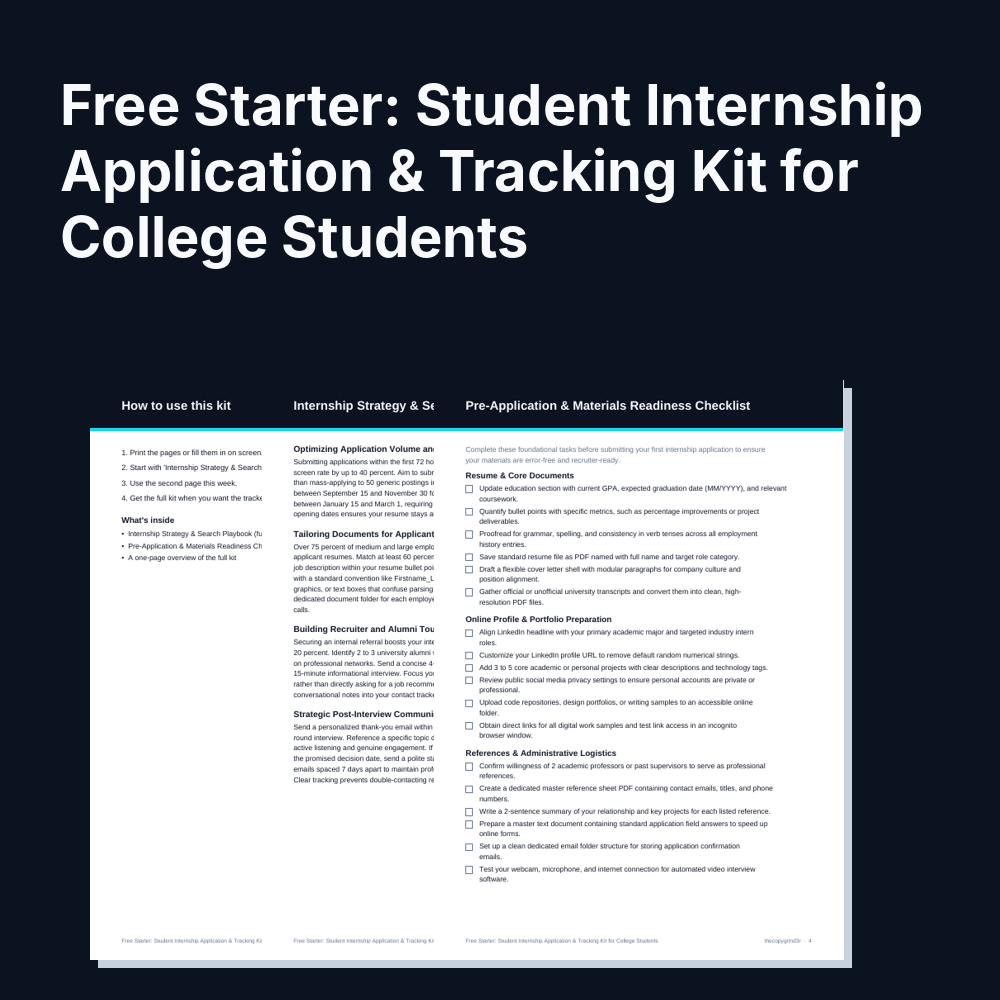 Free Starter: Student Internship
Application & Tracking Kit for
College Students
How to use this kit
1. Print the pages or fill them in on screen.
2. Start with 'Internship Strategy & Search
3. Use the second page this week.
4. Get the full kit when you want the tracke
What's inside
• Internship Strategy & Search Playbook (fu
• Pre-Application & Materials Readiness Ch
• A one-page overview of the full kit
Free Starter: Student Internship Application & Tracking Kit
Internship Strategy & Se
Optimizing Application Volume and
Submitting applications within the first 72 ho
screen rate by up to 40 percent. Aim to subm
than mass-applying to 50 generic postings in
between September 15 and November 30 fo
between January 15 and March 1, requiring
opening dates ensures your resume stays a
Tailoring Documents for Applicant
Over 75 percent of medium and large emplo
applicant resumes. Match at least 60 percen
job description within your resume bullet poi
with a standard convention like Firstname_L
graphics, or text boxes that confuse parsing
dedicated document folder for each employe
calls.
Building Recruiter and Alumni Tou
Securing an internal referral boosts your inte
20 percent. Identify 2 to 3 university alumni
on professional networks. Send a concise 4-
15-minute informational interview. Focus you
rather than directly asking for a job recomme
conversational notes into your contact tracke
Strategic Post-Interview Communi
Send a personalized thank-you email within
round interview. Reference a specific topic d
active listening and genuine engagement. If
the promised decision date, send a polite sta
emails spaced 7 days apart to maintain prof
Clear tracking prevents double-contacting re
Free Starter: Student Internship Application & Tracking Kit
Pre-Application & Materials Readiness Checklist
Complete these foundational tasks before submitting your first internship application to ensure
your materials are error-free and recruiter-ready.
Resume & Core Documents
Update education section with current GPA, expected graduation date (MM/YYYY), and relevant
coursework.
Quantify bullet points with specific metrics, such as percentage improvements or project
deliverables.
Proofread for grammar, spelling, and consistency in verb tenses across all employment
history entries.
Save standard resume file as PDF named with full name and target role category.
Draft a flexible cover letter shell with modular paragraphs for company culture and
position alignment.
Gather official or unofficial university transcripts and convert them into clean, high-
resolution PDF files.
Online Profile & Portfolio Preparation
Align LinkedIn headline with your primary academic major and targeted industry intern
roles.
Customize your LinkedIn profile URL to remove default random numerical strings.
Add 3 to 5 core academic or personal projects with clear descriptions and technology tags.
Review public social media privacy settings to ensure personal accounts are private or
professional.
Upload code repositories, design portfolios, or writing samples to an accessible online
folder.
Obtain direct links for all digital work samples and test link access in an incognito
browser window.
References & Administrative Logistics
Confirm willingness of 2 academic professors or past supervisors to serve as professional
references.
Create a dedicated master reference sheet PDF containing contact emails, titles, and phone
numbers.
Write a 2-sentence summary of your relationship and key projects for each listed reference.
Prepare a master text document containing standard application field answers to speed up
online forms.
Set up a clean dedicated email folder structure for storing application confirmation
emails.
Test your webcam, microphone, and internet connection for automated video interview
software.
Free Starter: Student Internship Application & Tracking Kit for College Students
thecopygrind3r · 4